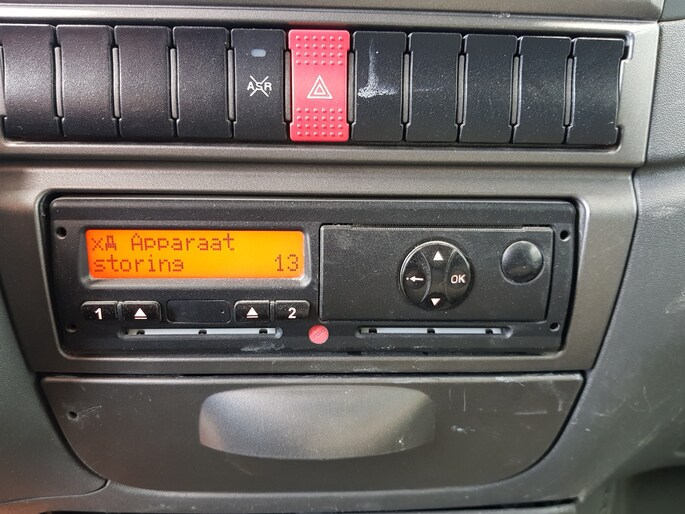 ASR
xA Apparaat
storing 13
OK
1 2